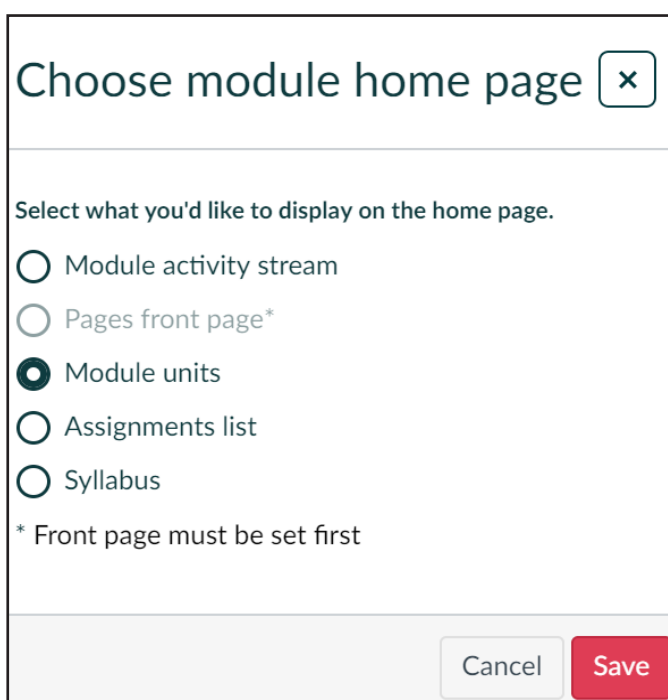 Choose module home page ×
Select what you'd like to display on the home page.
Module activity stream
Pages front page*
Module units
Assignments list
Syllabus
* Front page must be set first
Cancel Save